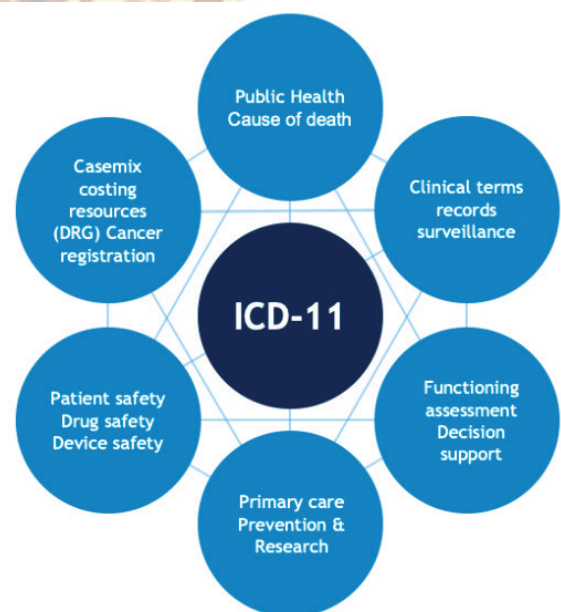 Public Health
Cause of death
Casemix
costing
resources
(DRG) Cancer
registration
Clinical terms
records
surveillance
ICD-11
Patient safety
Drug safety
Device safety
Functioning
assessment
Decision
support
Primary care
Prevention &
Research